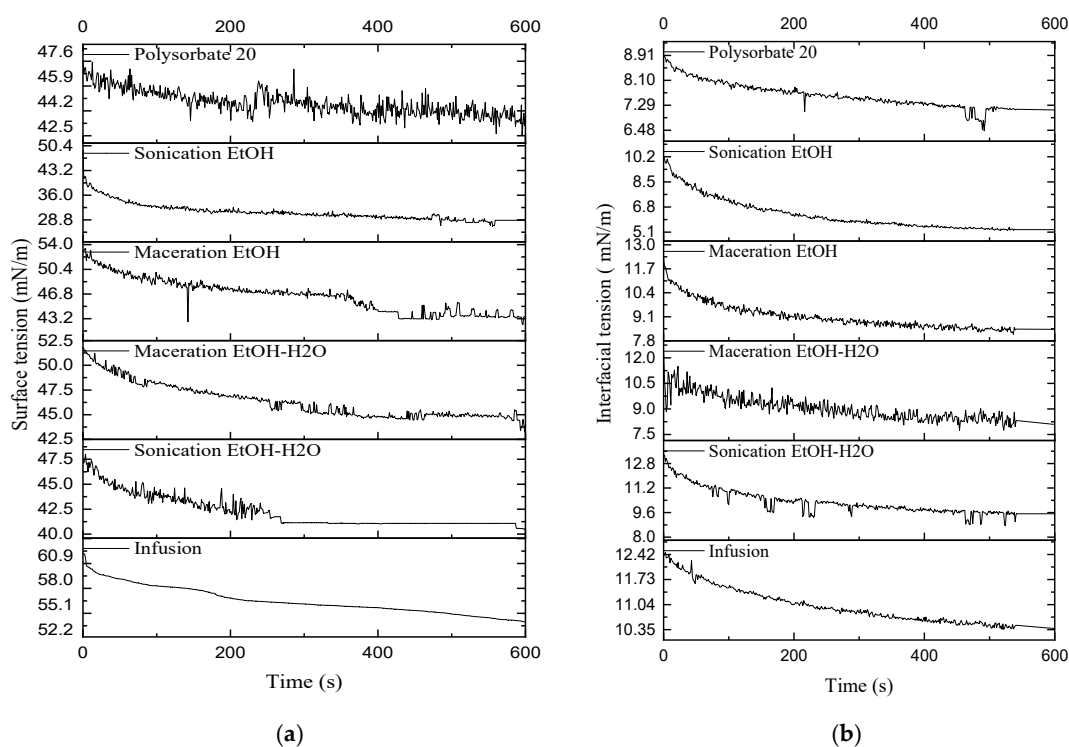 0 200 400 600
47.6
45.9
44.2
42.5
Polysorbate 20
50.4
43.2
36.0
28.8
Sonication EtOH
54.0
50.4
46.8
43.2
Maceration EtOH
52.5
50.0
47.5
45.0
42.5
Maceration EtOH-H2O
47.5
45.0
42.5
40.0
Sonication EtOH-H2O
60.9
58.0
55.1
52.2
Infusion
0 200 400 600
Surface tension (mN/m)
Time (s)
(a)
0 200 400 600
8.91
8.10
7.29
6.48
Polysorbate 20
10.2
8.5
6.8
5.1
Sonication EtOH
13.0
11.7
10.4
9.1
7.8
Maceration EtOH
12.0
10.5
9.0
7.5
Maceration EtOH-H2O
12.8
11.2
9.6
8.0
Sonication EtOH-H2O
12.42
11.73
11.04
10.35
Infusion
0 200 400 600
Interfacial tension ( mN/m)
Time (s)
(b)